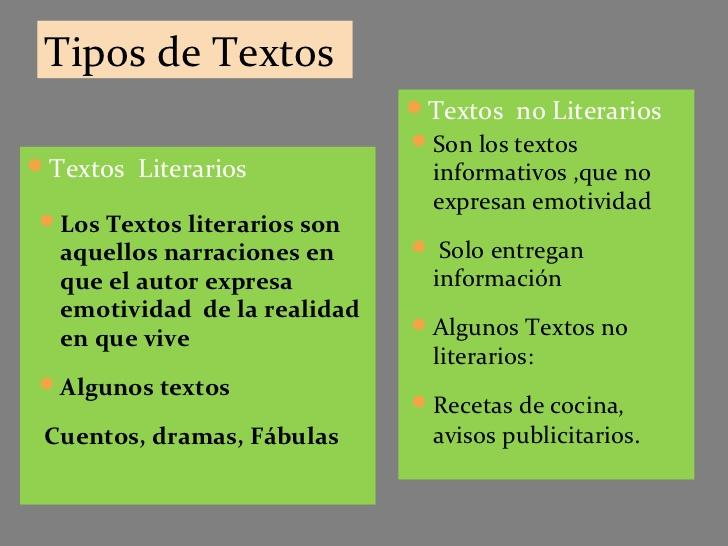 Tipos de Textos
Textos Literarios
Los Textos literarios son
aquellos narraciones en
que el autor expresa
emotividad de la realidad
en que vive
Algunos textos
Cuentos, dramas, Fábulas
Textos no Literarios
Son los textos
informativos ,que no
expresan emotividad
Solo entregan
información
Algunos Textos no
literarios:
Recetas de cocina,
avisos publicitarios.